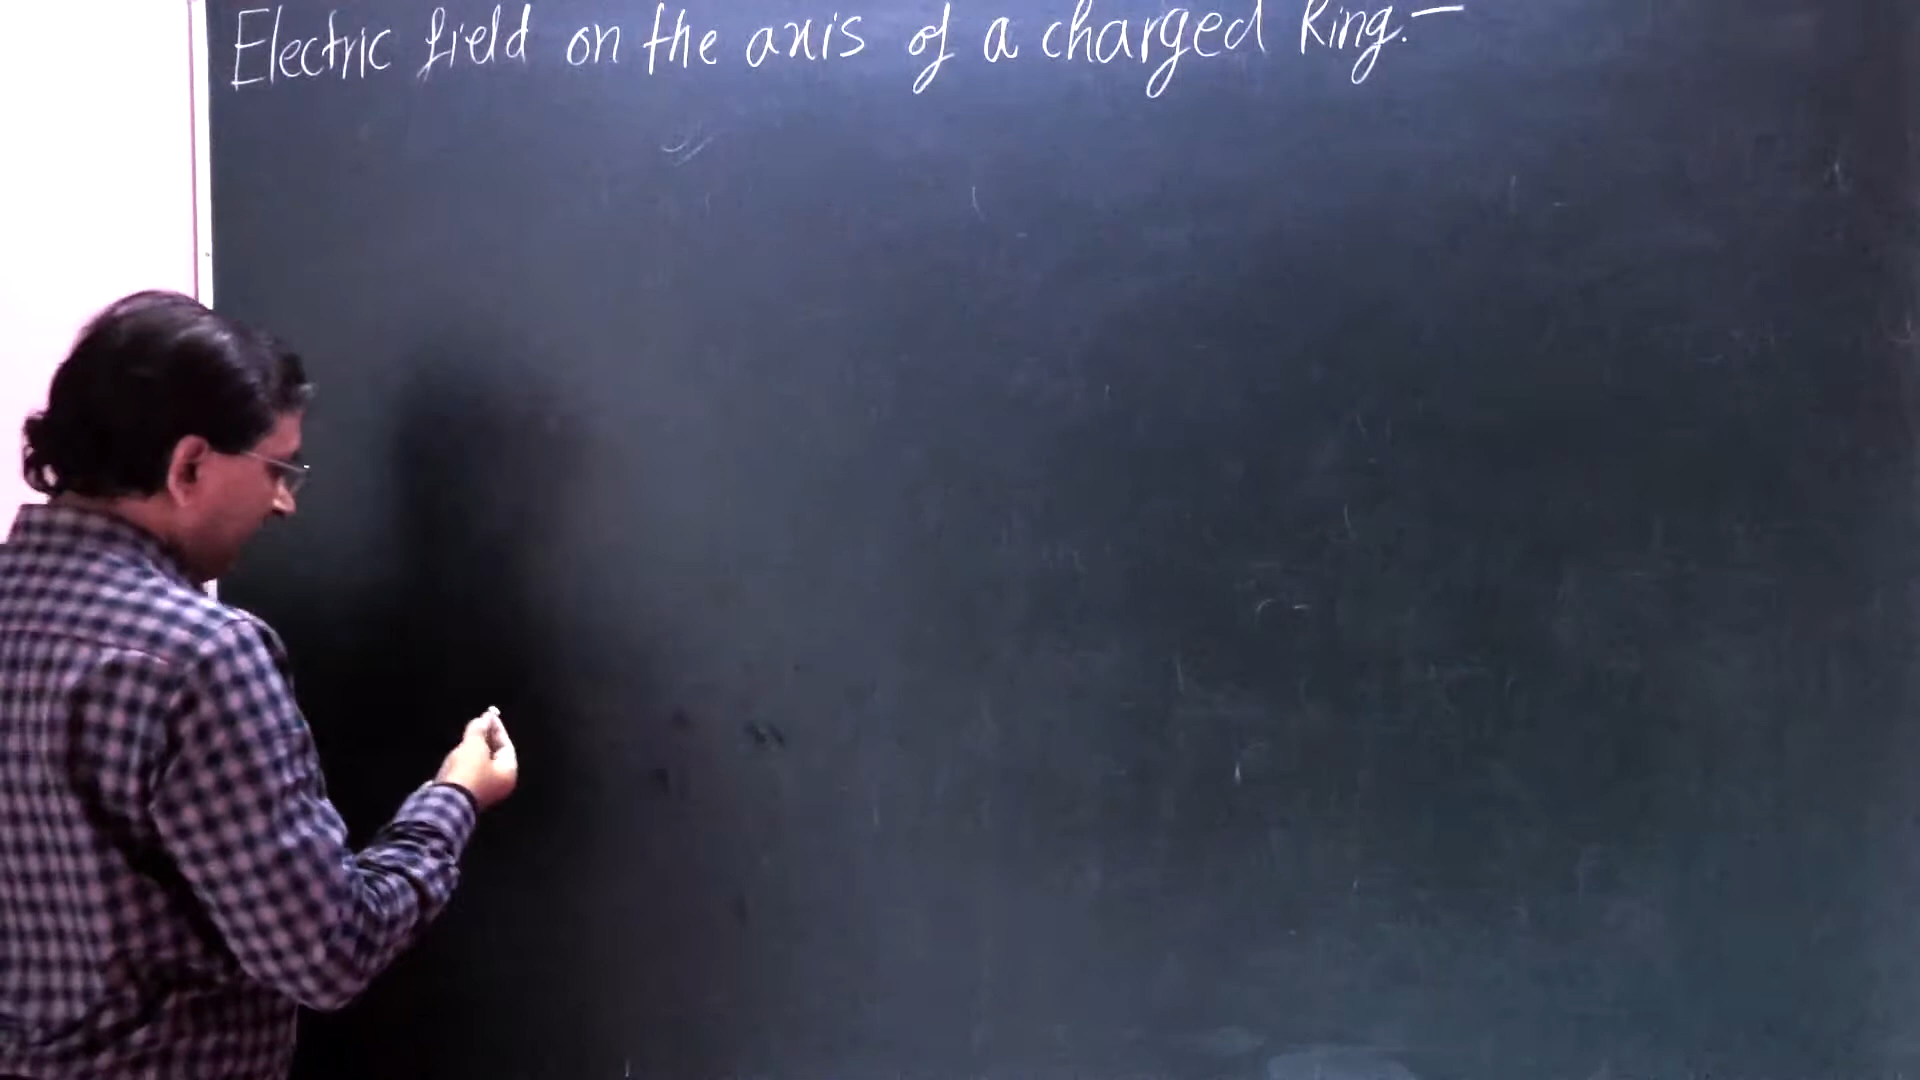 Electric field on the axis of a charged Ring.-